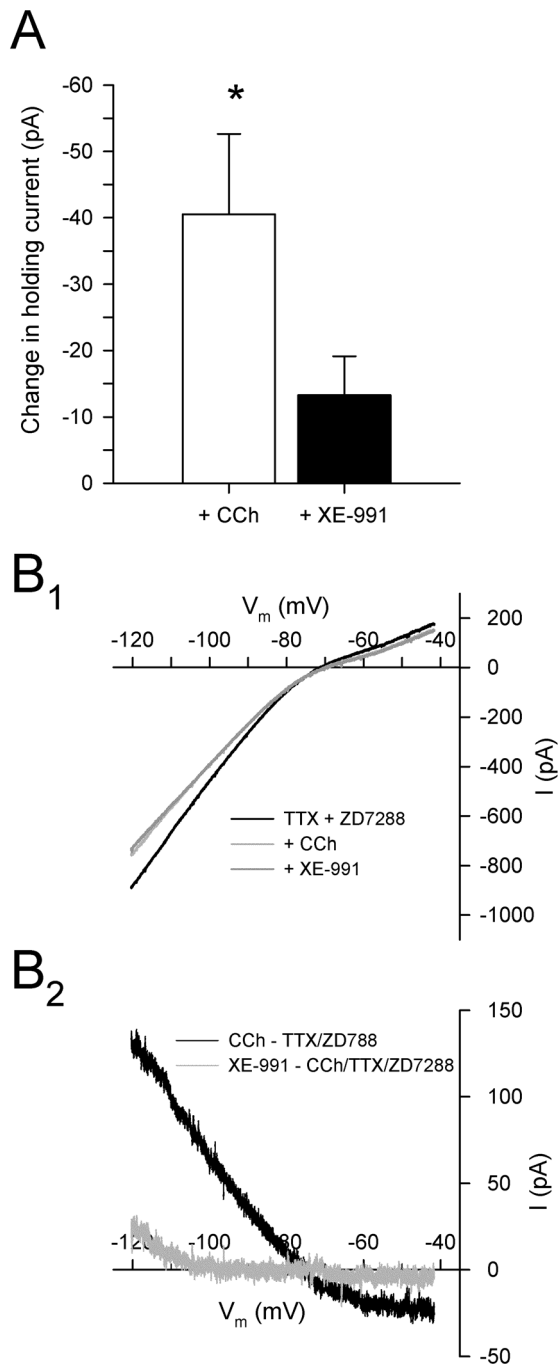 A
*
Change in holding current (pA)
-60
-50
-40
-30
-20
-10
0
+ CCh
+ XE-991
B1
Vm (mV)
-120 -100 -80 -60 -40
200
0
-200
-400
-600
-800
-1000
I (pA)
TTX + ZD7288
+ CCh
+ XE-991
B2
150
100
50
0
-50
I (pA)
CCh - TTX/ZD788
XE-991 - CCh/TTX/ZD7288
-120 -100 -80 -60 -40
Vm (mV)